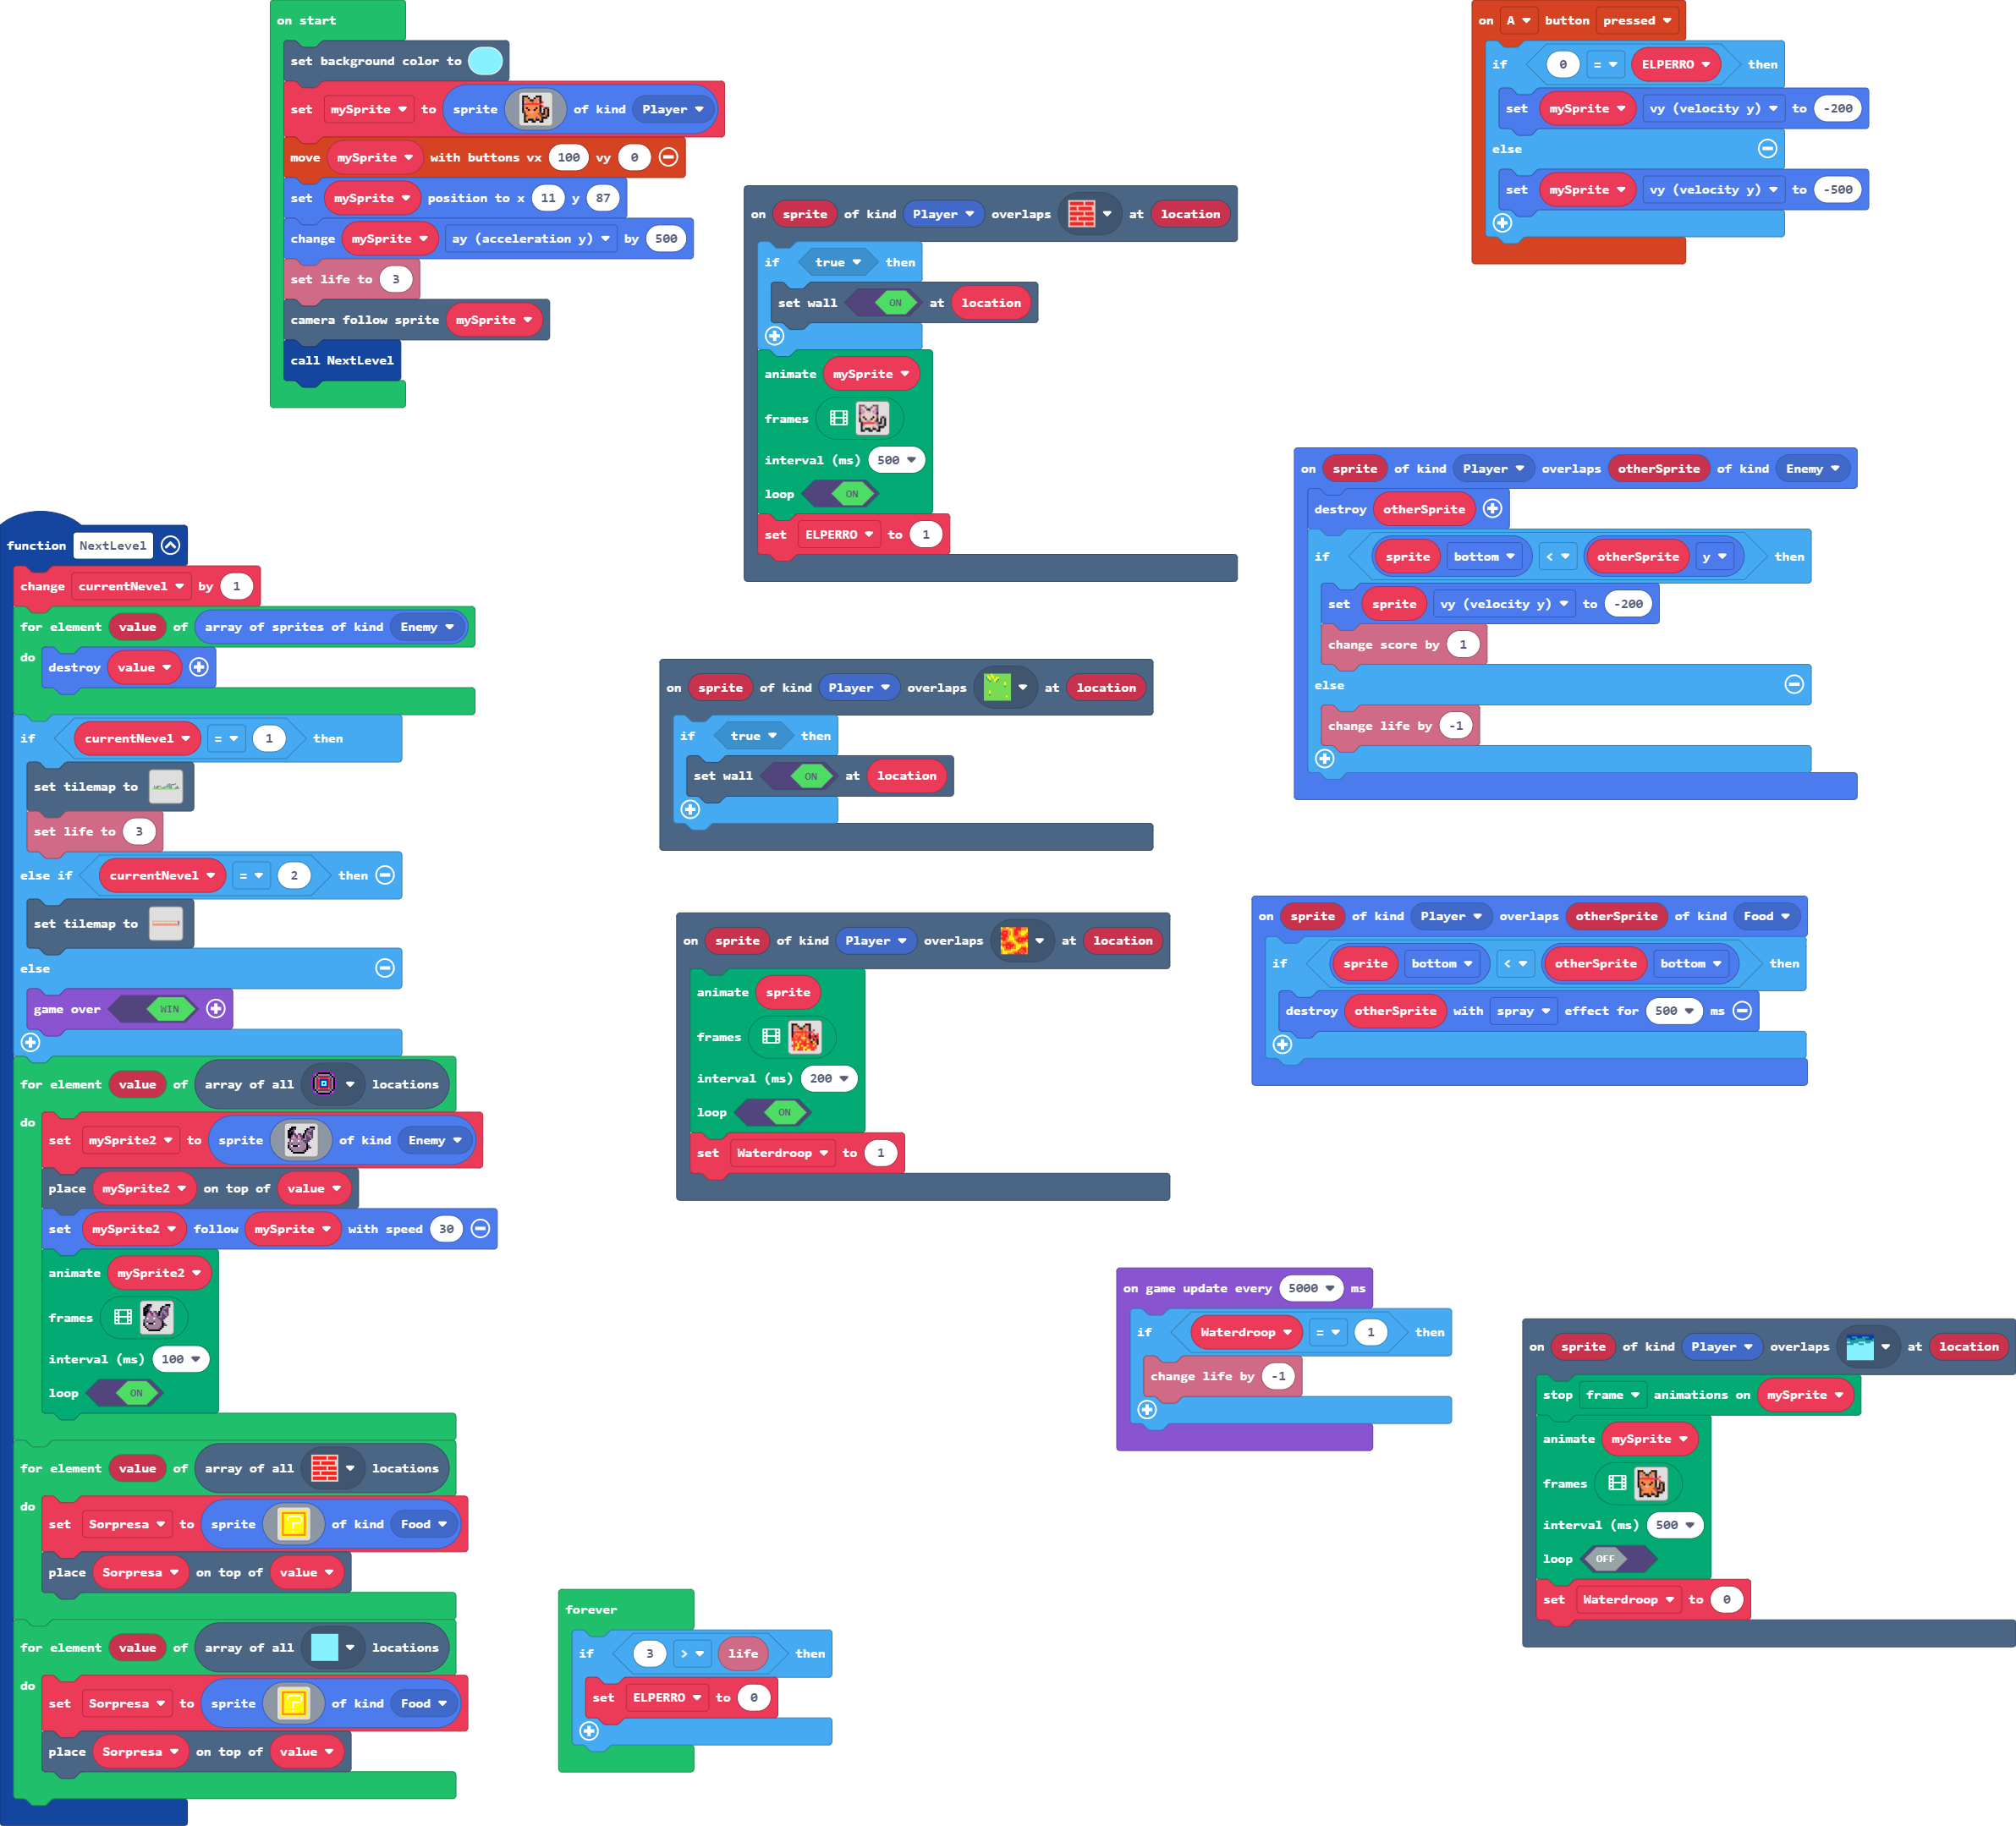 on start
set background color to
set mySprite to sprite of kind Player
move mySprite with buttons vx 100 vy 0
set mySprite position to x 11 y 87
change mySprite ay (acceleration y) by 500
set life to 3
camera follow sprite mySprite
call NextLevel
on A button pressed
if 0 = ELPERRO then
set mySprite vy (velocity y) to -200
else
set mySprite vy (velocity y) to -500
on sprite of kind Player overlaps at location
if true then
set wall ON at location
animate mySprite
frames
interval (ms) 500
loop ON
set ELPERRO to 1
on sprite of kind Player overlaps otherSprite of kind Enemy
destroy otherSprite
if sprite bottom < otherSprite y then
set sprite vy (velocity y) to -200
change score by 1
else
change life by -1
function NextLevel
change currentNevel by 1
for element value of array of sprites of kind Enemy
do destroy value
if currentNevel = 1 then
set tilemap to
set life to 3
else if currentNevel = 2 then
set tilemap to
else
game over WIN
for element value of array of all locations
do set mySprite2 to sprite of kind Enemy
place mySprite2 on top of value
set mySprite2 follow mySprite with speed 30
animate mySprite2
frames
interval (ms) 100
loop ON
for element value of array of all locations
do set Sorpresa to sprite ? of kind Food
place Sorpresa on top of value
for element value of array of all locations
do set Sorpresa to sprite ? of kind Food
place Sorpresa on top of value
on sprite of kind Player overlaps at location
if true then
set wall ON at location
on sprite of kind Player overlaps at location
animate sprite
frames
interval (ms) 200
loop ON
set Waterdroop to 1
on sprite of kind Player overlaps otherSprite of kind Food
if sprite bottom < otherSprite bottom then
destroy otherSprite with spray effect for 500 ms
on game update every 5000 ms
if Waterdroop = 1 then
change life by -1
on sprite of kind Player overlaps at location
stop frame animations on mySprite
animate mySprite
frames
interval (ms) 500
loop OFF
set Waterdroop to 0
forever
if 3 > life then
set ELPERRO to 0